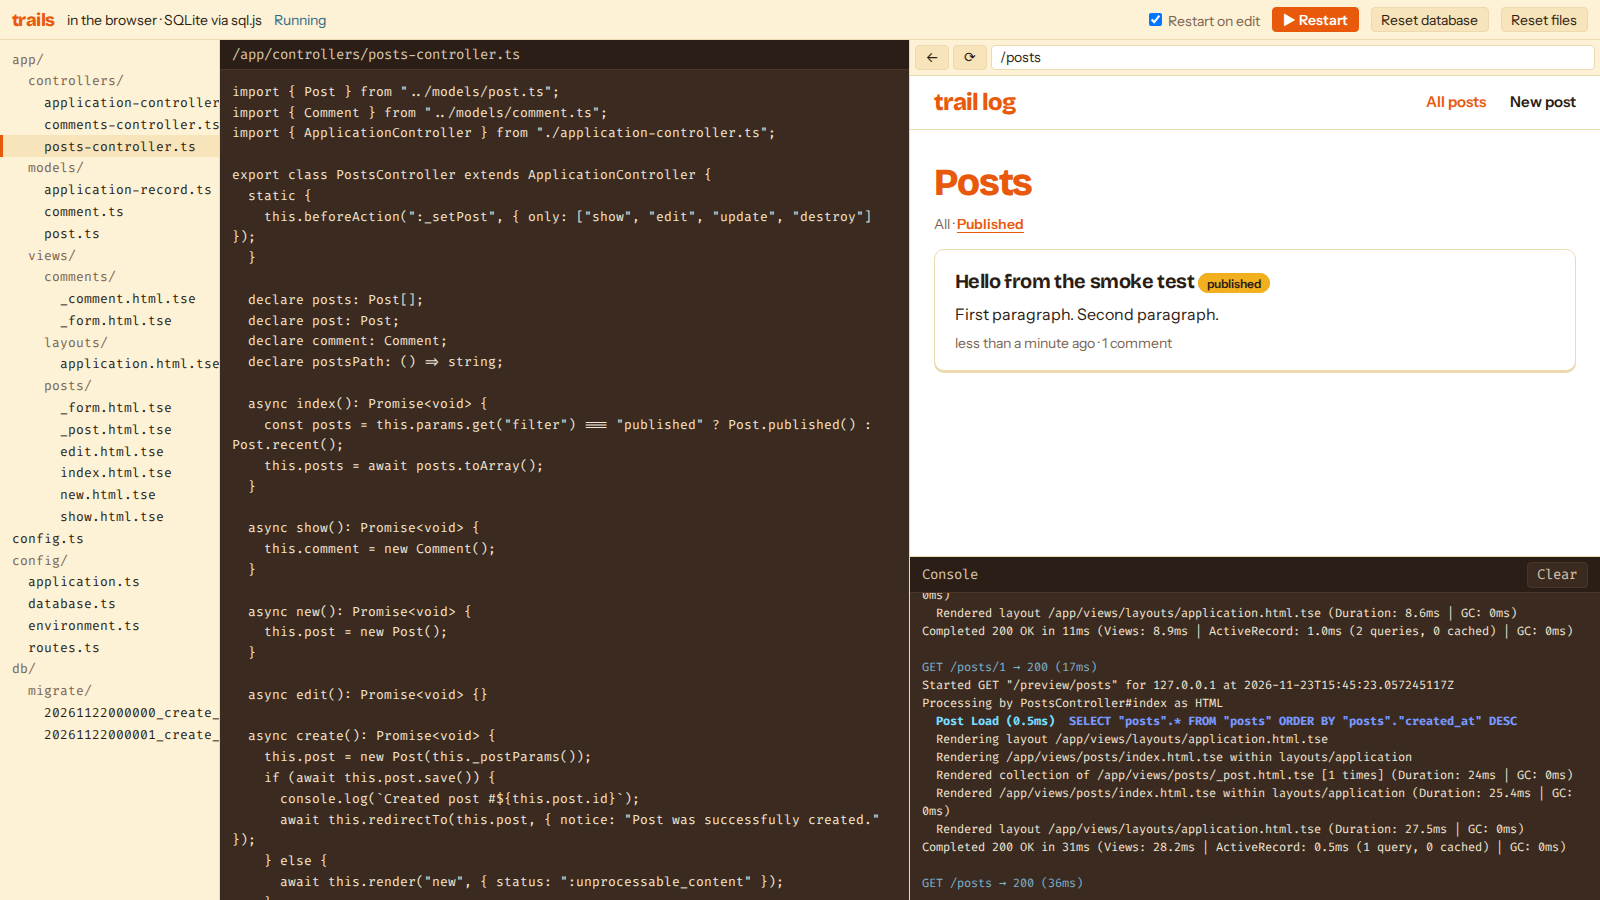 trails in the browser · SQLite via sql.js Running
Restart on edit ▶ Restart Reset database Reset files
app/
controllers/
application-controller
comments-controller.ts
posts-controller.ts
models/
application-record.ts
comment.ts
post.ts
views/
comments/
_comment.html.tse
_form.html.tse
layouts/
application.html.tse
posts/
_form.html.tse
_post.html.tse
edit.html.tse
index.html.tse
new.html.tse
show.html.tse
config.ts
config/
application.ts
database.ts
environment.ts
routes.ts
db/
migrate/
20261122000000_create_
20261122000001_create_
/app/controllers/posts-controller.ts
import { Post } from "../models/post.ts";
import { Comment } from "../models/comment.ts";
import { ApplicationController } from "./application-controller.ts";
export class PostsController extends ApplicationController {
static {
this.beforeAction(":_setPost", { only: ["show", "edit", "update", "destroy"]
});
}
declare posts: Post[];
declare post: Post;
declare comment: Comment;
declare postsPath: () => string;
async index(): Promise<void> {
const posts = this.params.get("filter") === "published" ? Post.published() :
Post.recent();
this.posts = await posts.toArray();
}
async show(): Promise<void> {
this.comment = new Comment();
}
async new(): Promise<void> {
this.post = new Post();
}
async edit(): Promise<void> {}
async create(): Promise<void> {
this.post = new Post(this._postParams());
if (await this.post.save()) {
console.log(`Created post #${this.post.id}`);
await this.redirectTo(this.post, { notice: "Post was successfully created."
});
} else {
await this.render("new", { status: ":unprocessable_content" });
← ⟳ /posts
trail log All posts New post
Posts
All · Published
Hello from the smoke test published
First paragraph. Second paragraph.
less than a minute ago · 1 comment
Console Clear
0ms)
Rendered layout /app/views/layouts/application.html.tse (Duration: 8.6ms | GC: 0ms)
Completed 200 OK in 11ms (Views: 8.9ms | ActiveRecord: 1.0ms (2 queries, 0 cached) | GC: 0ms)
GET /posts/1 → 200 (17ms)
Started GET "/preview/posts" for 127.0.0.1 at 2026-11-23T15:45:23.057245117Z
Processing by PostsController#index as HTML
Post Load (0.5ms) SELECT "posts".* FROM "posts" ORDER BY "posts"."created_at" DESC
Rendering layout /app/views/layouts/application.html.tse
Rendering /app/views/posts/index.html.tse within layouts/application
Rendered collection of /app/views/posts/_post.html.tse [1 times] (Duration: 24ms | GC: 0ms)
Rendered /app/views/posts/index.html.tse within layouts/application (Duration: 25.4ms | GC:
0ms)
Rendered layout /app/views/layouts/application.html.tse (Duration: 27.5ms | GC: 0ms)
Completed 200 OK in 31ms (Views: 28.2ms | ActiveRecord: 0.5ms (1 query, 0 cached) | GC: 0ms)
GET /posts → 200 (36ms)